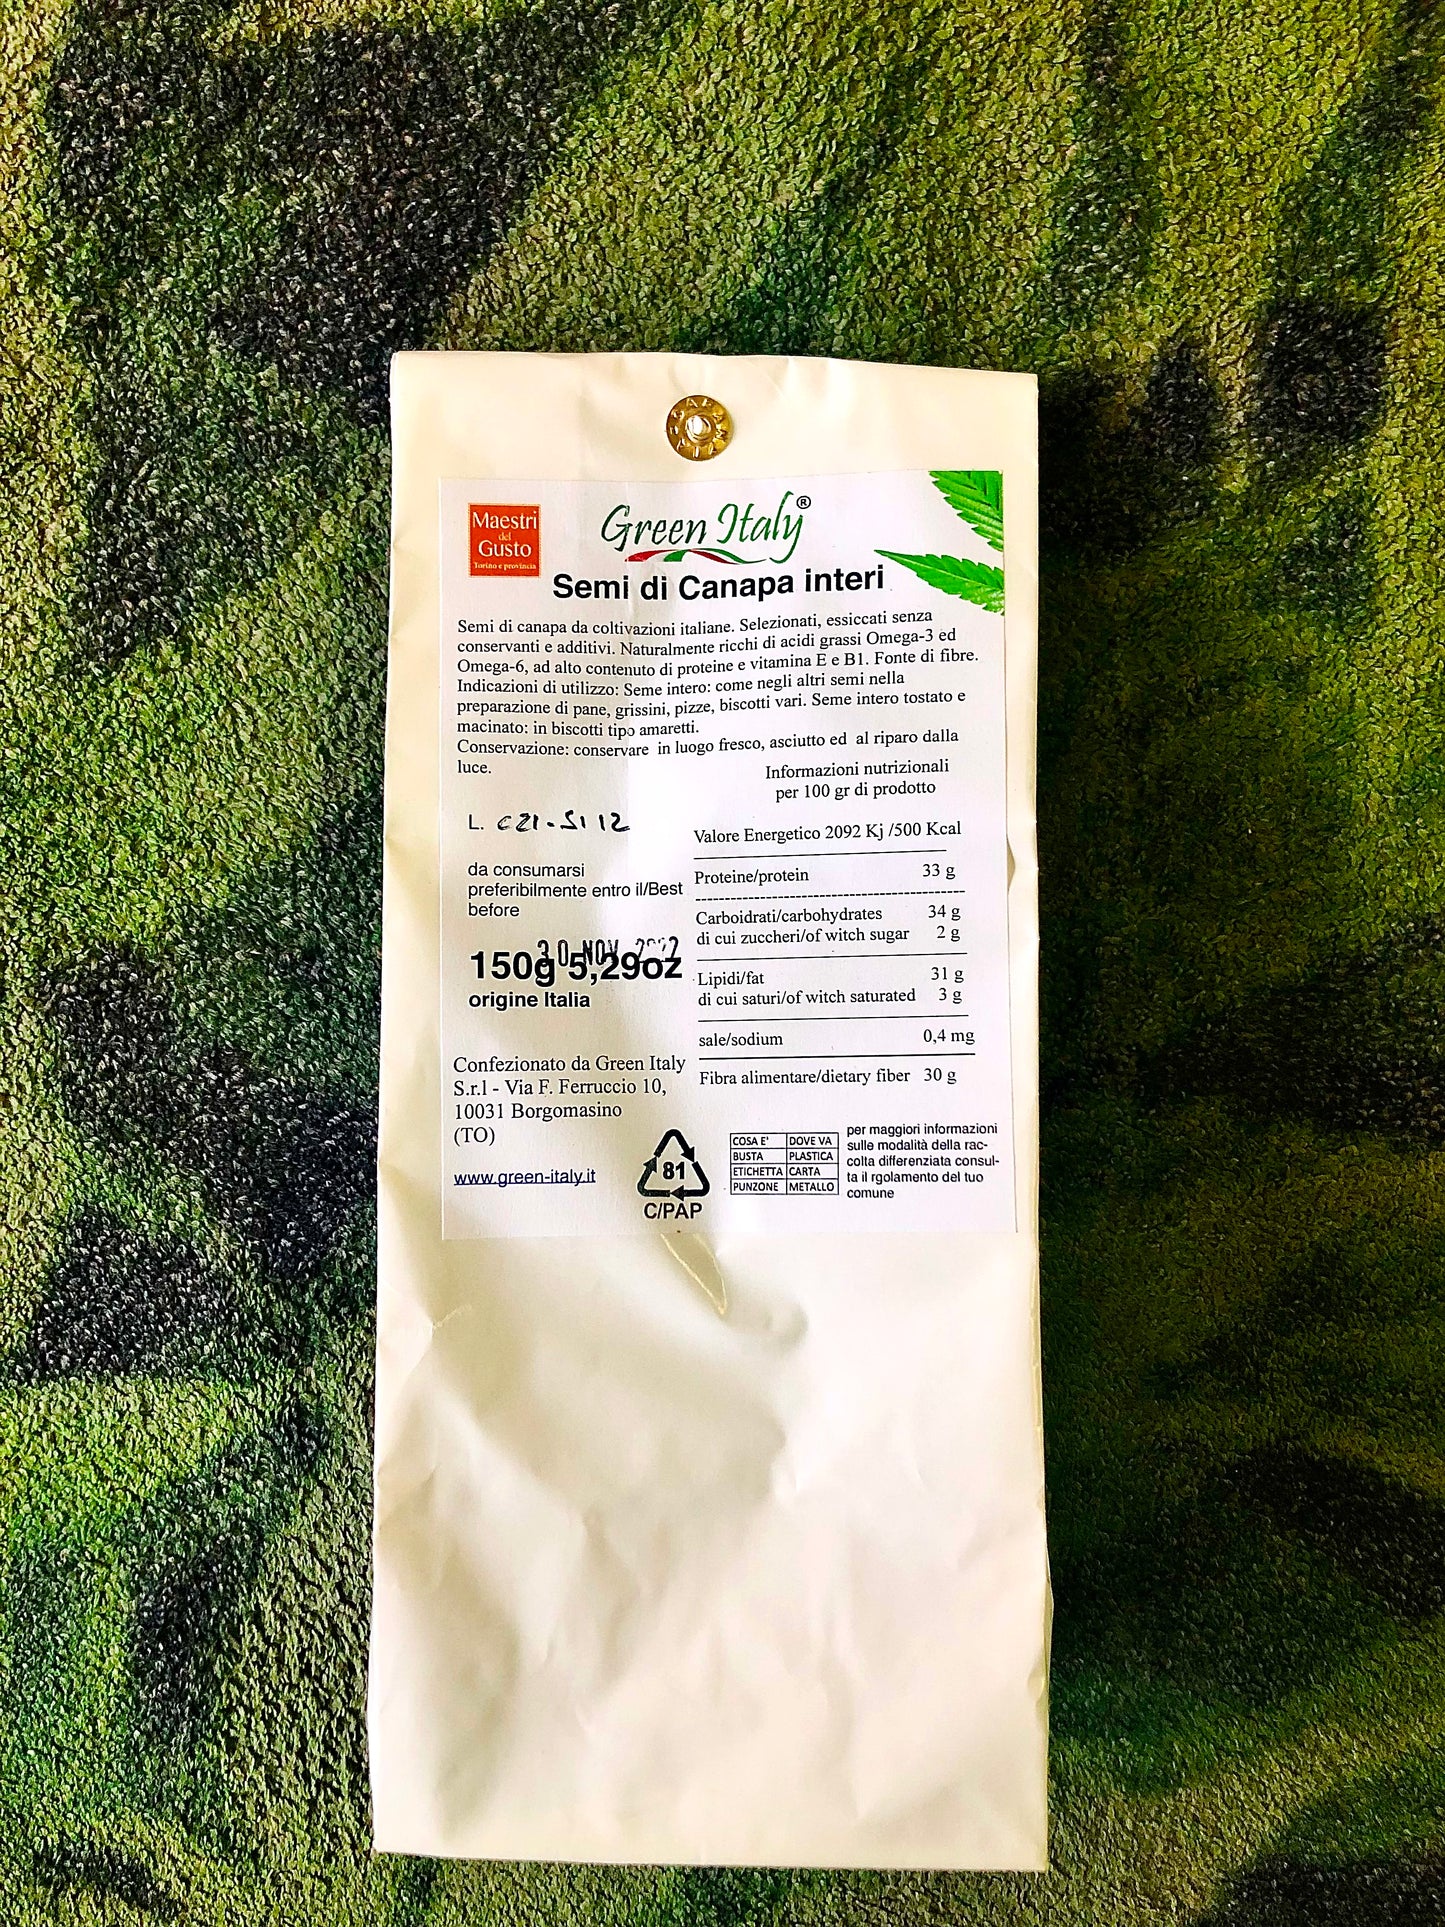 Maestri
del
Gusto
Torino e provincia
Green Italy®
Semi di Canapa interi
Semi di canapa da coltivazioni italiane. Selezionati, essiccati senza
conservanti e additivi. Naturalmente ricchi di acidi grassi Omega-3 ed
Omega-6, ad alto contenuto di proteine e vitamina E e B1. Fonte di fibre.
Indicazioni di utilizzo: Seme intero: come negli altri semi nella
preparazione di pane, grissini, pizze, biscotti vari. Seme intero tostato e
macinato: in biscotti tipo amaretti.
Conservazione: conservare in luogo fresco, asciutto ed al riparo dalla
luce.
L.
da consumarsi
preferibilmente entro il/Best
before
30 NOV
150g 5,29oz
origine Italia
Confezionato da Green Italy
S.r.l - Via F. Ferruccio 10,
10031 Borgomasino
(TO)
www.green-italy.it
Informazioni nutrizionali
per 100 gr di prodotto
Valore Energetico 2092 Kj /500 Kcal
Proteine/protein 33 g
Carboidrati/carbohydrates 34 g
di cui zuccheri/of witch sugar 2 g
Lipidi/fat 31 g
di cui saturi/of witch saturated 3 g
sale/sodium 0,4 mg
Fibra alimentare/dietary fiber 30 g
81
C/PAP
COSA E' DOVE VA
BUSTA PLASTICA
ETICHETTA CARTA
PUNZONE METALLO
per maggiori informazioni
sulle modalità della rac-
colta differenziata consul-
ta il rgolamento del tuo
comune